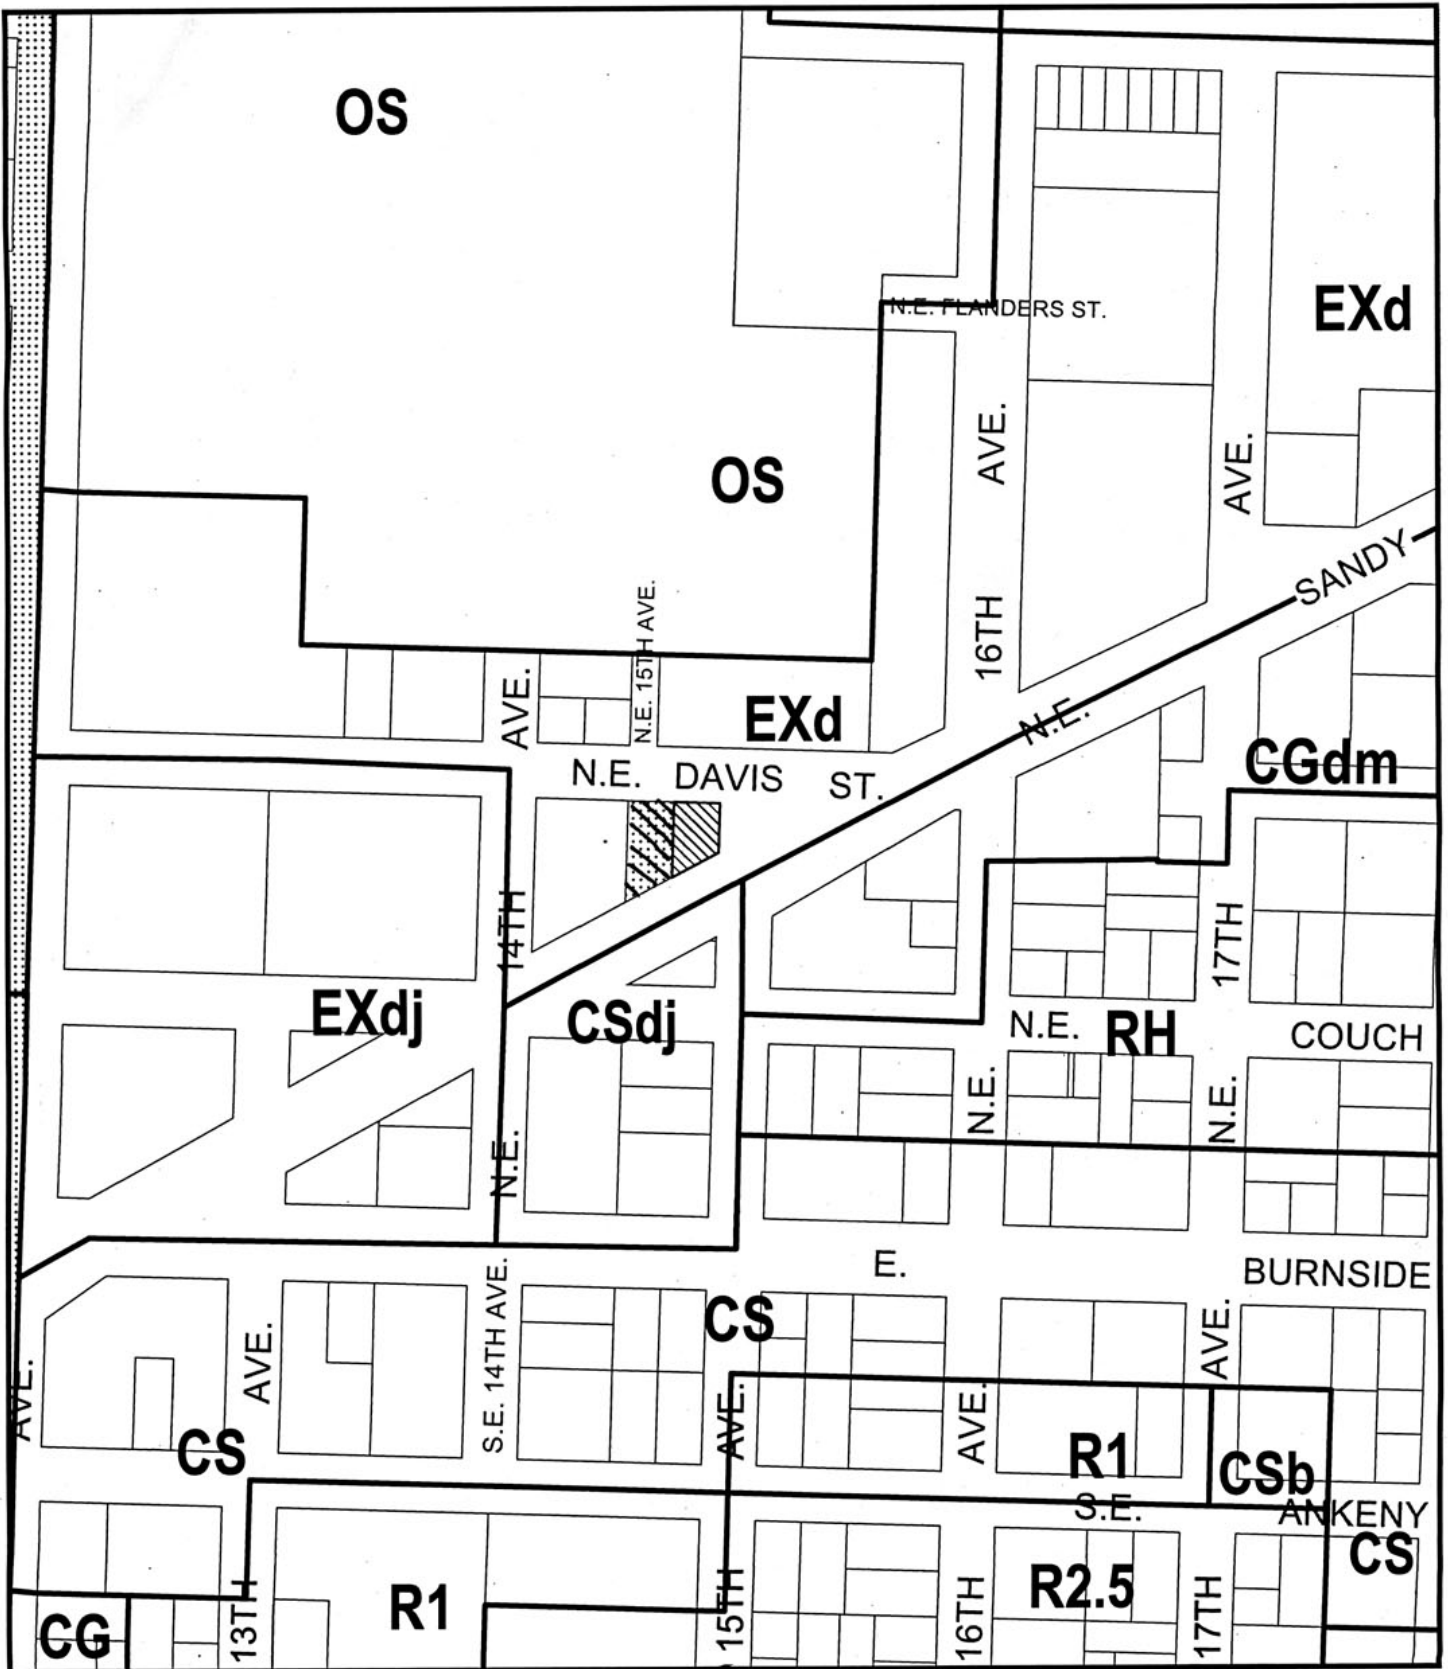 OS
EXd
N.E. FLANDERS ST.
AVE.
AVE.
OS
SANDY
N.E. 15TH AVE.
16TH
AVE.
EXd
N.E.
CGdm
N.E. DAVIS ST.
14TH
17TH
EXdj
CSdj
N.E.
RH
COUCH
N.E.
N.E.
N.E.
E.
BURNSIDE
S.E. 14TH AVE.
CS
AVE.
AVE.
AVE.
AVE.
AVE.
CS
R1
CSb
S.E.
ANKENY
CS
R2.5
R1
13TH
15TH
16TH
17TH
CG